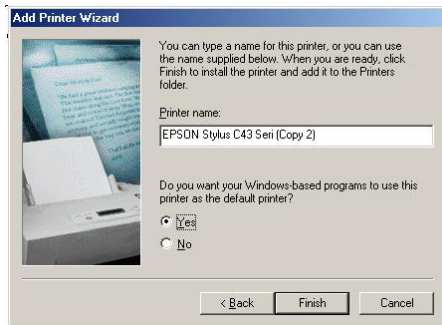 Add Printer Wizard
You can type a name for this printer, or you can use
the name supplied below. When you are ready, click
Finish to install the printer and add it to the Printers
folder.
Printer name:
EPSON Stylus C43 Seri (Copy 2)
Do you want your Windows-based programs to use this
printer as the default printer?
Yes
No
< Back
Finish
Cancel